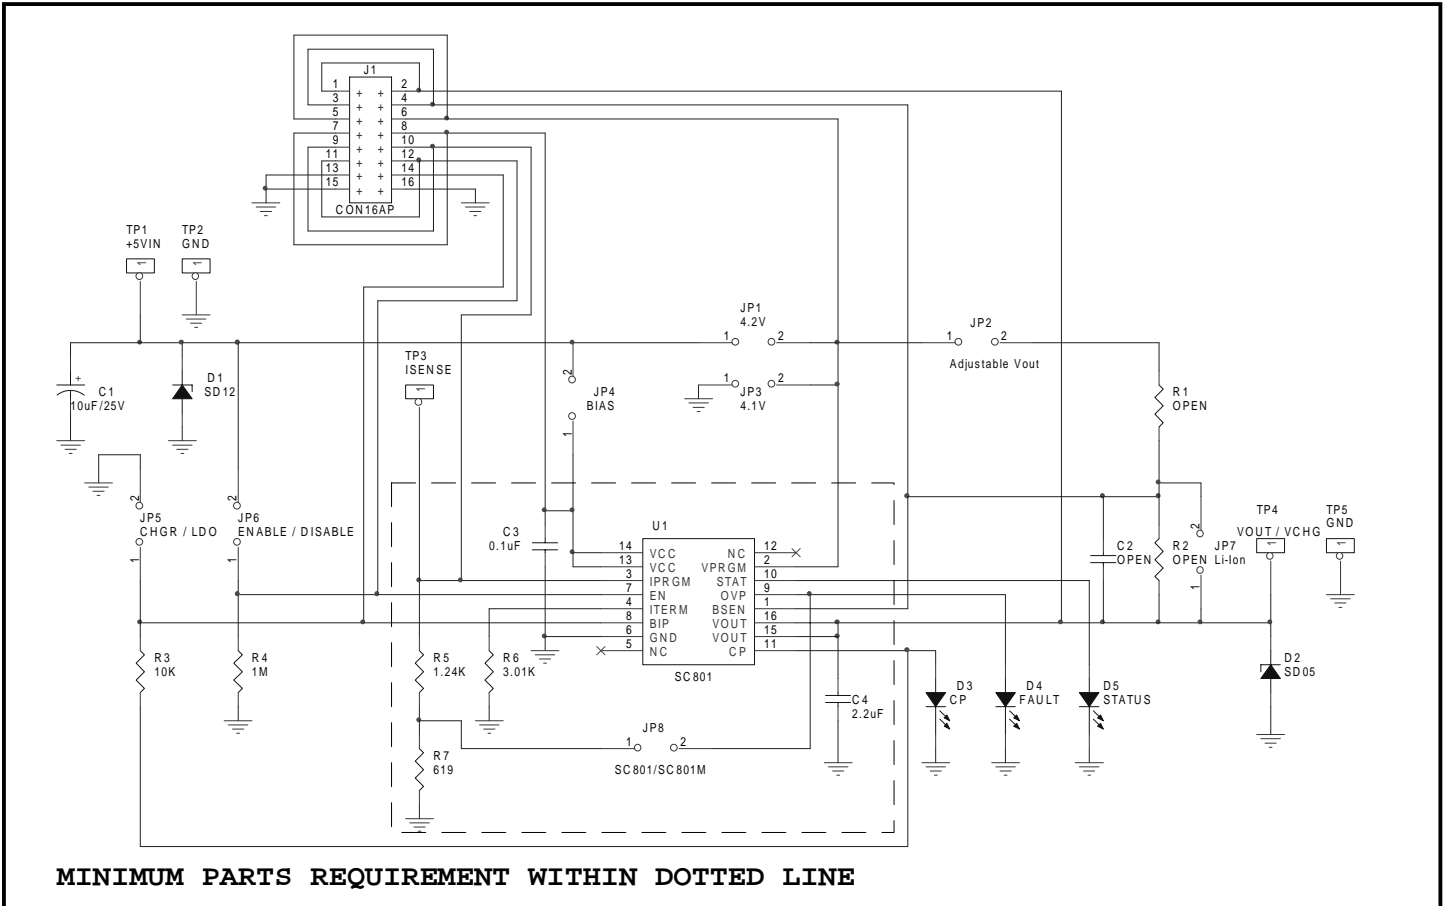 J1
1 2
3 4
5 6
7 8
9 10
11 12
13 14
15 16
CON16AP
TP1
+5VIN
1
TP2
GND
1
JP1
4.2V
1 2
JP2
1 2
Adjustable Vout
TP3
ISENSE
1
D1
SD12
+
C1
10uF/25V
2
JP4
BIAS
1
1 2
JP3
4.1V
R1
OPEN
2
JP5
CHGR / LDO
1
2
JP6
ENABLE / DISABLE
1
C3
0.1uF
U1
14 VCC NC 12
13 VCC VPRGM 2
3 IPRGM STAT 10
7 EN OVP 9
4 ITERM BSEN 1
8 BIP VOUT 16
6 GND VOUT 15
5 NC CP 11
SC801
C2
OPEN
R2
OPEN
2
JP7
Li-Ion
1
TP4
VOUT / VCHG
1
TP5
GND
1
R3
10K
R4
1M
R5
1.24K
R6
3.01K
C4
2.2uF
D3
CP
D4
FAULT
D5
STATUS
D2
SD05
R7
619
JP8
1 2
SC801/SC801M
MINIMUM PARTS REQUIREMENT WITHIN DOTTED LINE